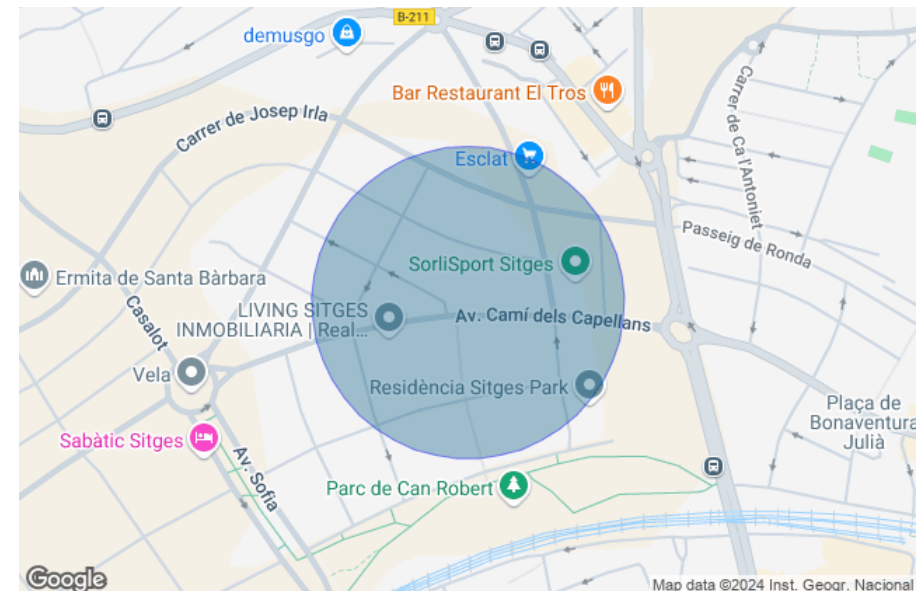 B-211
demusgo
Bar Restaurant El Tros
Carrer de Josep Irla
Carrer de Ca l'Antoniet
Esclat
Passeig de Ronda
SorliSport Sitges
Ermita de Santa Bàrbara
LIVING SITGES
INMOBILIARIA | Real...
Av. Camí dels Capellans
Casalot
Vela
Residència Sitges Park
Plaça de
Bonaventura
Julià
Sabàtic Sitges
Av. Sofia
Parc de Can Robert
Google
Map data ©2024 Inst. Geogr. Nacional